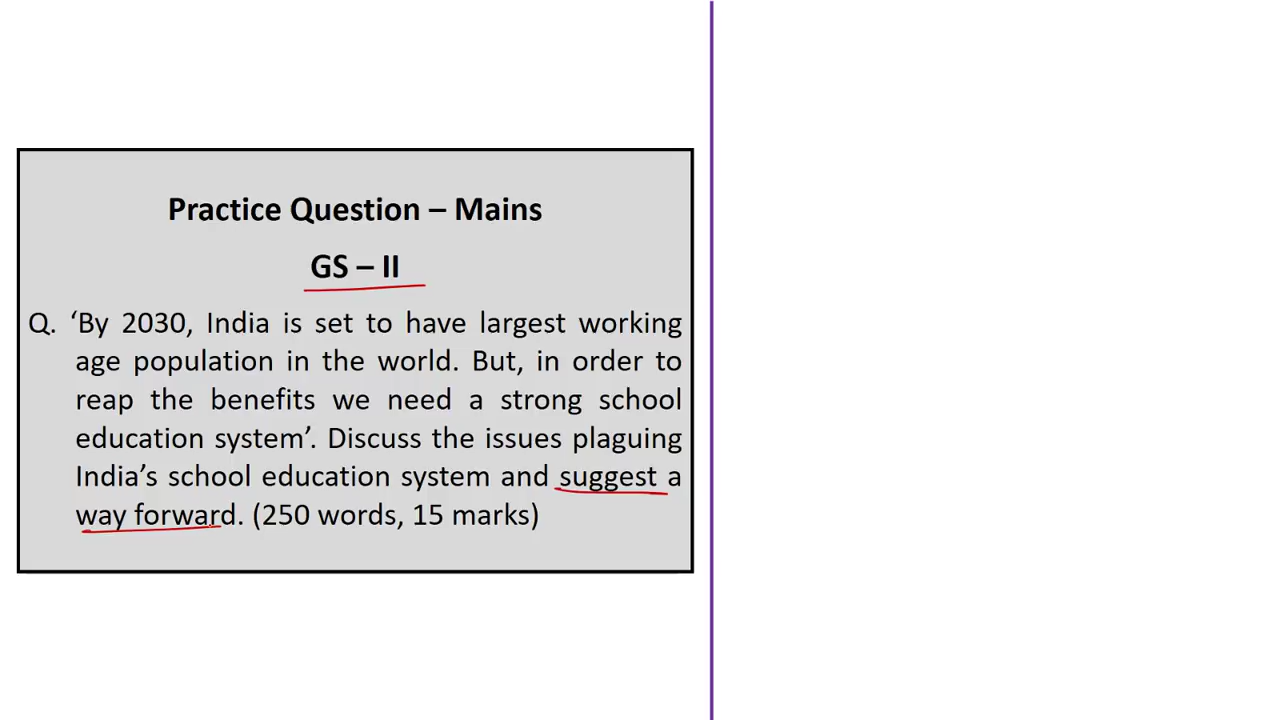 Practice Question – Mains
GS – II
Q. ‘By 2030, India is set to have largest working
age population in the world. But, in order to
reap the benefits we need a strong school
education system’. Discuss the issues plaguing
India’s school education system and suggest a
way forward. (250 words, 15 marks)